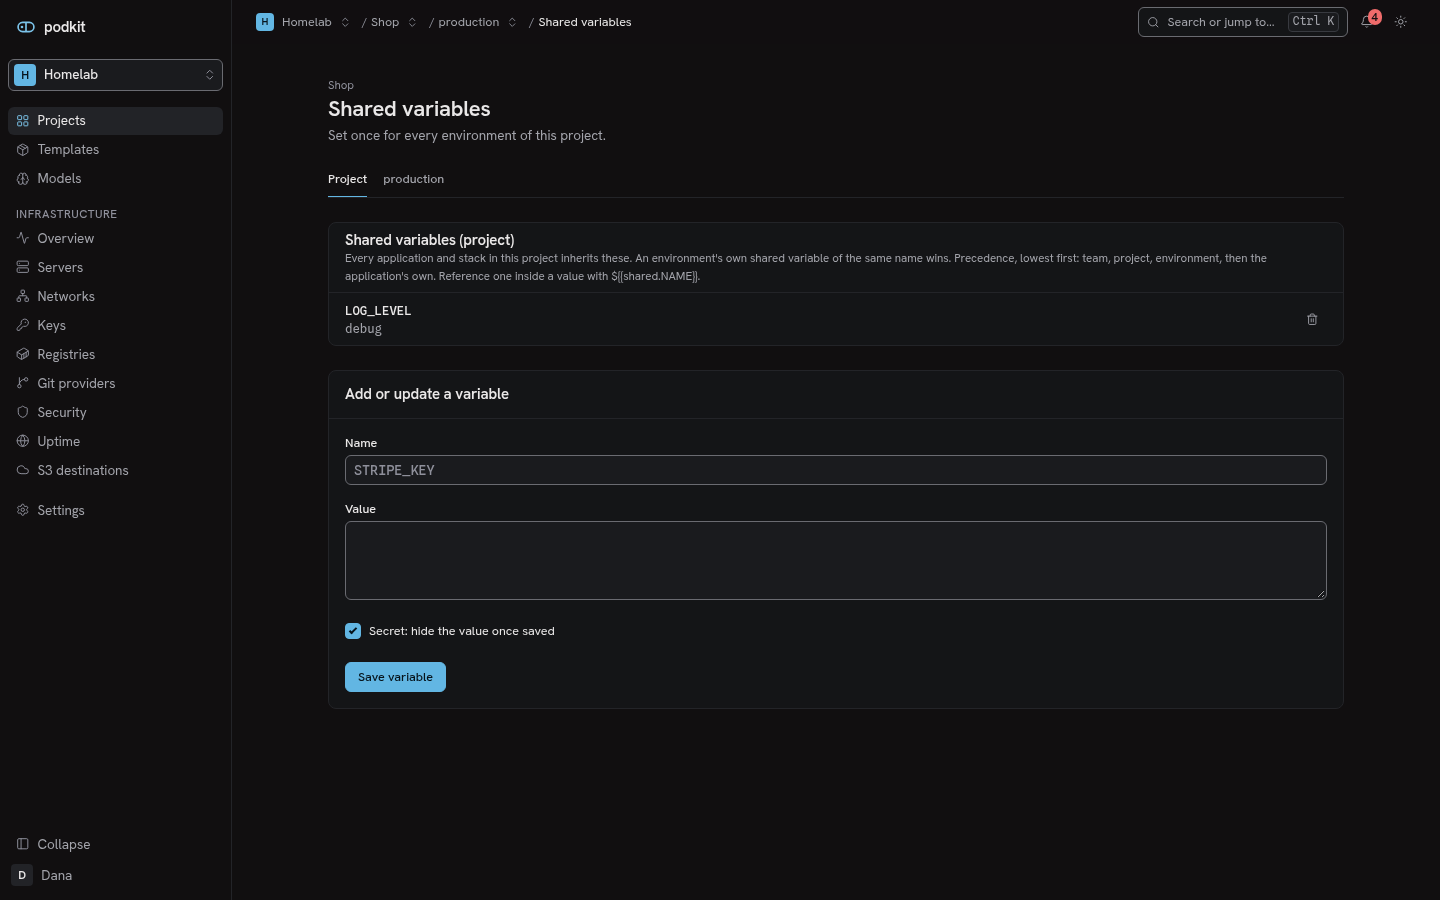 podkit
H Homelab
Projects
Templates
Models
INFRASTRUCTURE
Overview
Servers
Networks
Keys
Registries
Git providers
Security
Uptime
S3 destinations
Settings
Collapse
D Dana
H Homelab / Shop / production / Shared variables
Search or jump to... Ctrl K
4
Shop
Shared variables
Set once for every environment of this project.
Project production
Shared variables (project)
Every application and stack in this project inherits these. An environment's own shared variable of the same name wins. Precedence, lowest first: team, project, environment, then the
application's own. Reference one inside a value with ${{shared.NAME}}.
LOG_LEVEL
debug
Add or update a variable
Name
STRIPE_KEY
Value
Secret: hide the value once saved
Save variable